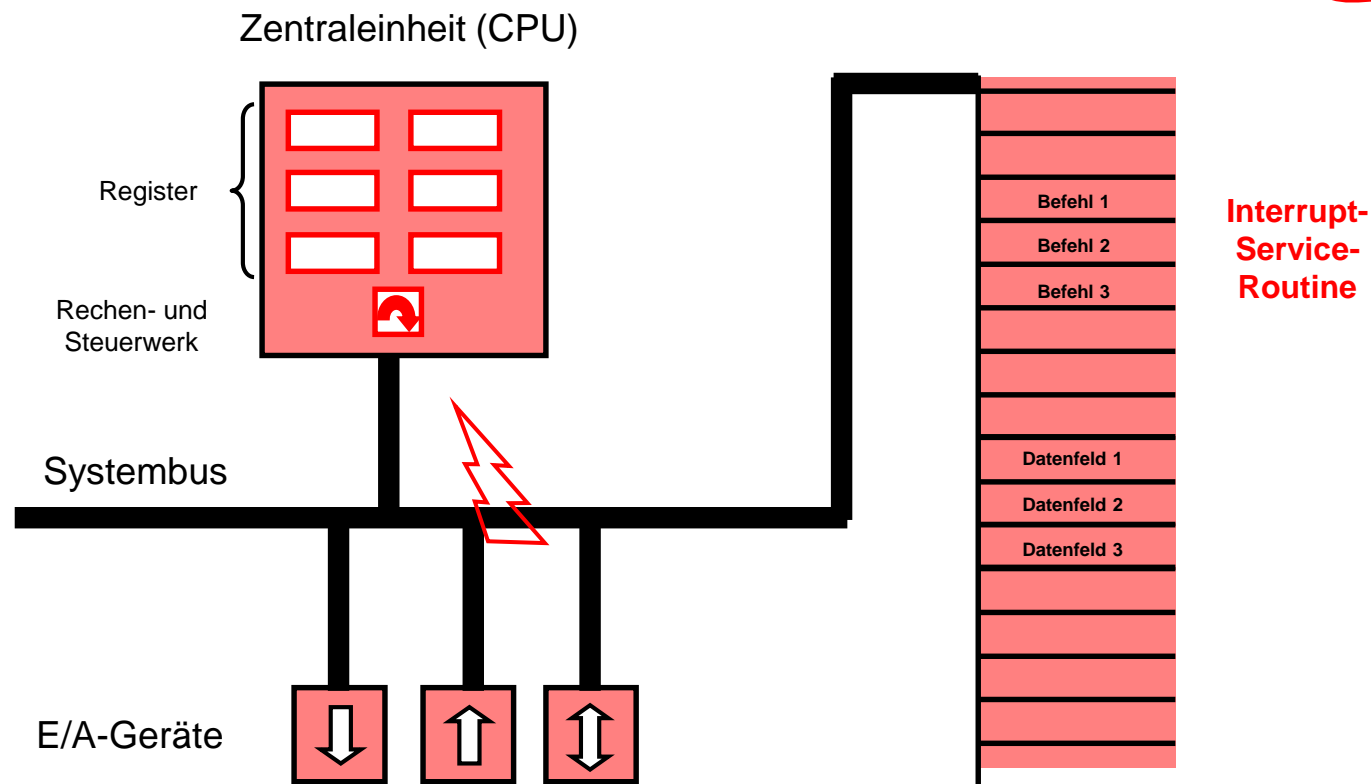 Zentraleinheit (CPU)
Register
Rechen- und
Steuerwerk
Systembus
E/A-Geräte
Befehl 1
Befehl 2
Befehl 3
Datenfeld 1
Datenfeld 2
Datenfeld 3
Interrupt-
Service-
Routine